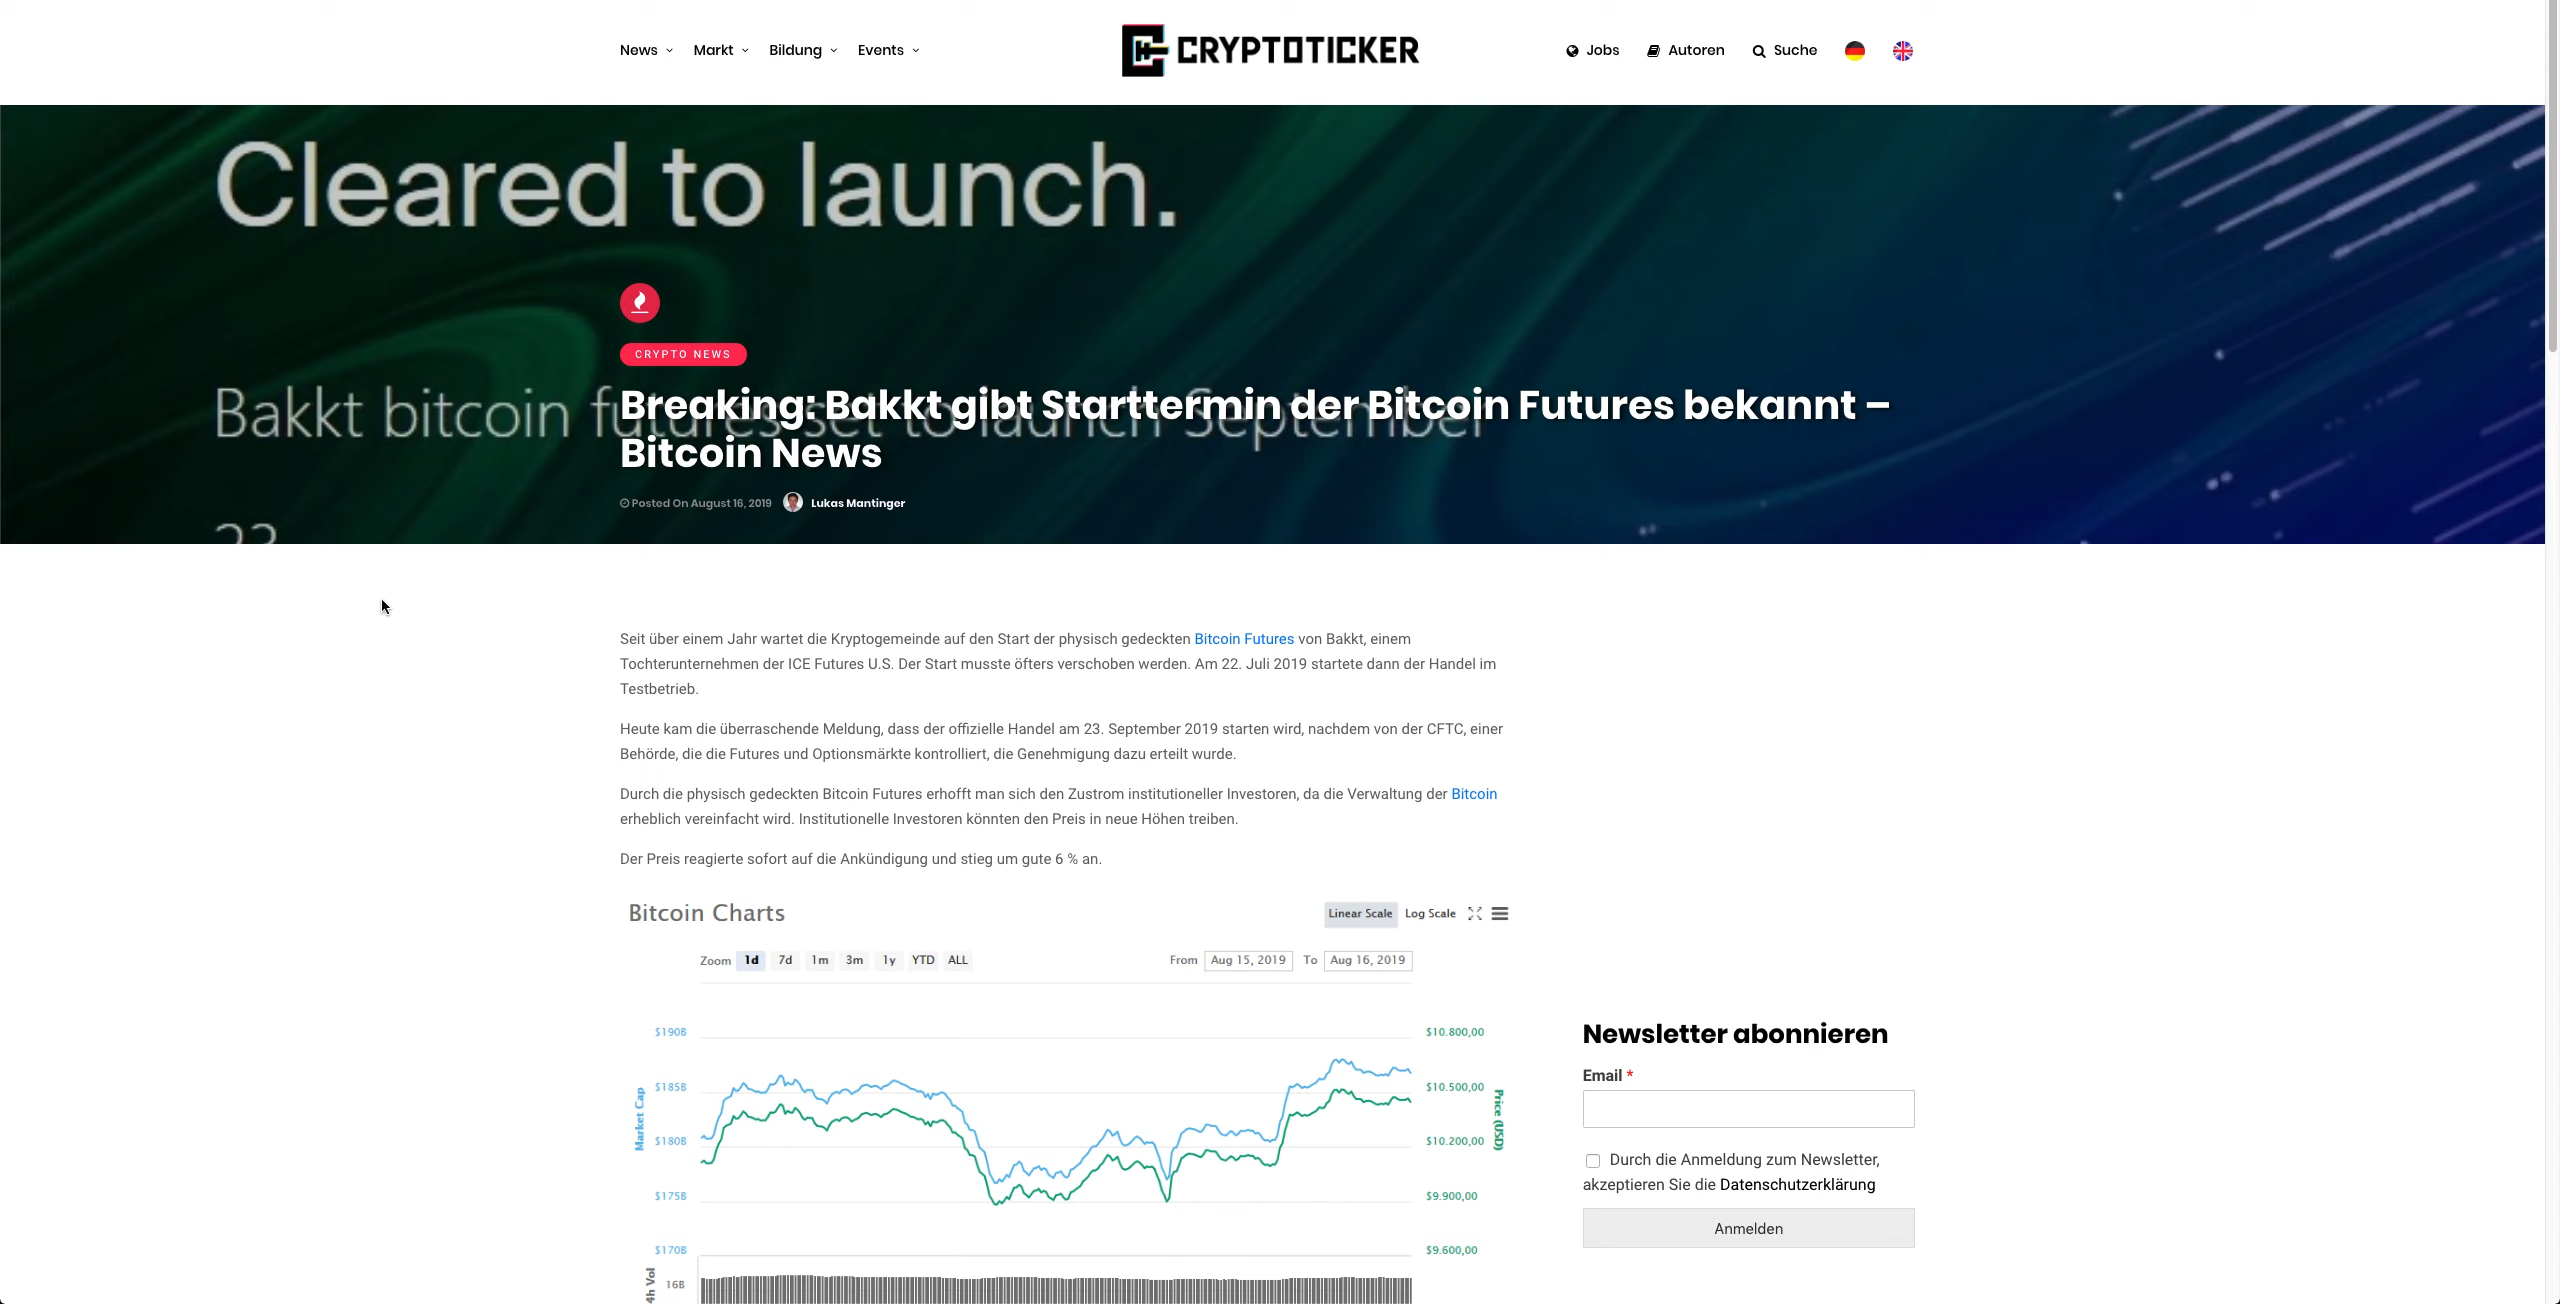 News
Markt
Bildung
Events
CRYPTOTICKER
Jobs
Autoren
Suche
Cleared to launch.
CRYPTO NEWS
Bakkt bitcoin futures set to launch September
23
Breaking: Bakkt gibt Starttermin der Bitcoin Futures bekannt –
Bitcoin News
Posted On August 16, 2019
Lukas Mantinger
Seit über einem Jahr wartet die Kryptogemeinde auf den Start der physisch gedeckten Bitcoin Futures von Bakkt, einem
Tochterunternehmen der ICE Futures U.S. Der Start musste öfters verschoben werden. Am 22. Juli 2019 startete dann der Handel im
Testbetrieb.
Heute kam die überraschende Meldung, dass der offizielle Handel am 23. September 2019 starten wird, nachdem von der CFTC, einer
Behörde, die die Futures und Optionsmärkte kontrolliert, die Genehmigung dazu erteilt wurde.
Durch die physisch gedeckten Bitcoin Futures erhofft man sich den Zustrom institutioneller Investoren, da die Verwaltung der Bitcoin
erheblich vereinfacht wird. Institutionelle Investoren könnten den Preis in neue Höhen treiben.
Der Preis reagierte sofort auf die Ankündigung und stieg um gute 6 % an.
Bitcoin Charts
Linear Scale
Log Scale
Zoom 1d 7d 1m 3m 1y YTD ALL
From Aug 15, 2019 To Aug 16, 2019
$190B
$185B
$180B
$175B
$170B
Market Cap
$10.800,00
$10.500,00
$10.200,00
$9.900,00
$9.600,00
Price (USD)
16B
4h Vol
Newsletter abonnieren
Email *
Durch die Anmeldung zum Newsletter,
akzeptieren Sie die Datenschutzerklärung
Anmelden